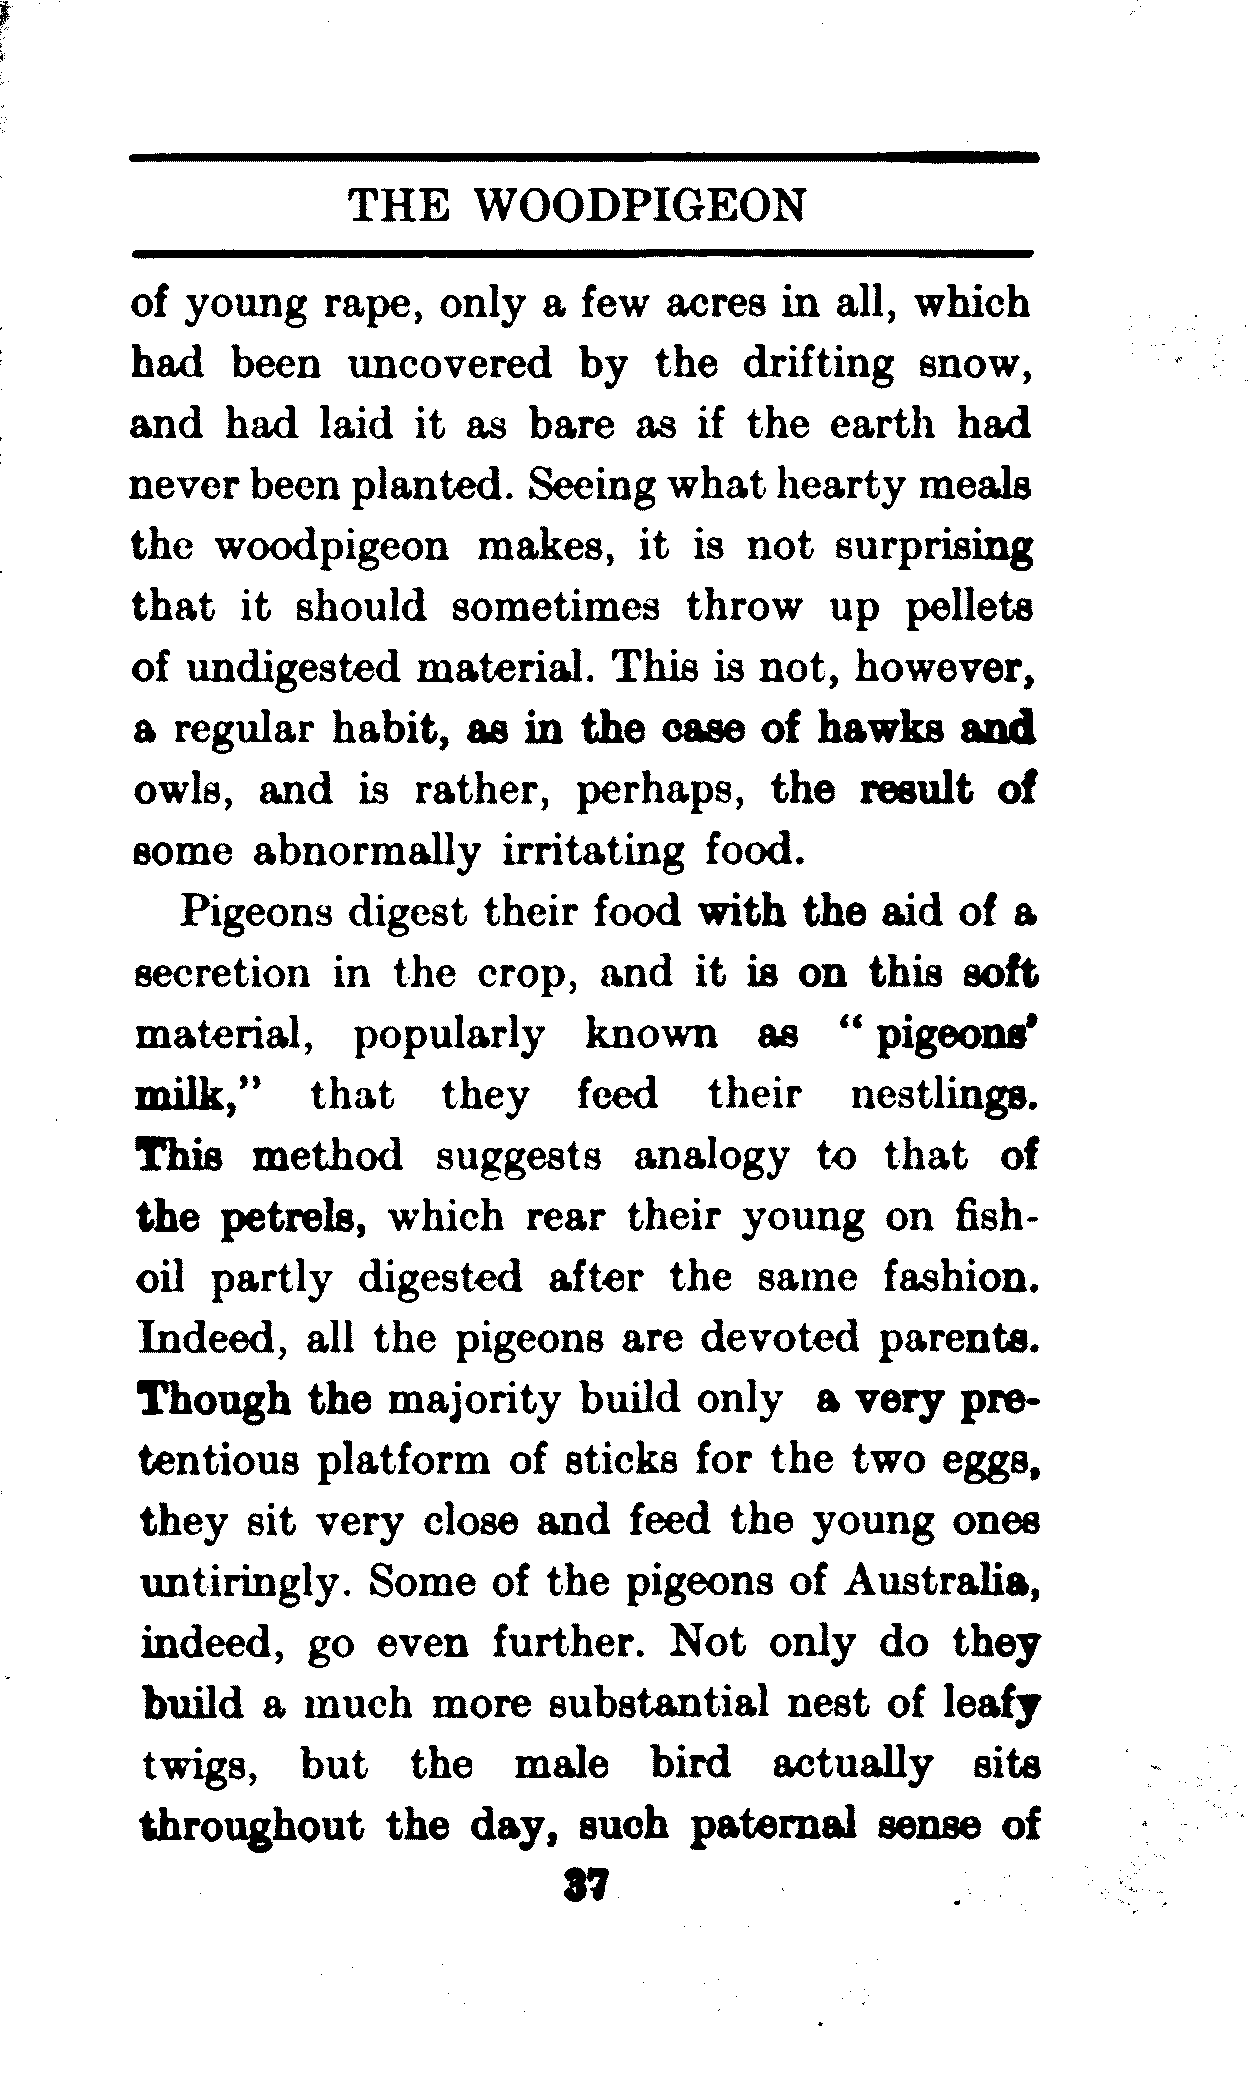 THE WOODPIGEON
of young rape, only a few acres in all, which
had been uncovered by the drifting snow,
and had laid it as bare as if the earth had
never been planted. Seeing what hearty meals
the woodpigeon makes, it is not surprising
that it should sometimes throw up pellets
of undigested material. This is not, however,
a regular habit, as in the case of hawks and
owls, and is rather, perhaps, the result of
some abnormally irritating food.
Pigeons digest their food with the aid of a
secretion in the crop, and it is on this soft
material, popularly known as “ pigeons’
milk,” that they feed their nestlings.
This method suggests analogy to that of
the petrels, which rear their young on fish-
oil partly digested after the same fashion.
Indeed, all the pigeons are devoted parents.
Though the majority build only a very pre-
tentious platform of sticks for the two eggs,
they sit very close and feed the young ones
untiringly. Some of the pigeons of Australia,
indeed, go even further. Not only do they
build a much more substantial nest of leafy
twigs, but the male bird actually sits
throughout the day, such paternal sense of
37